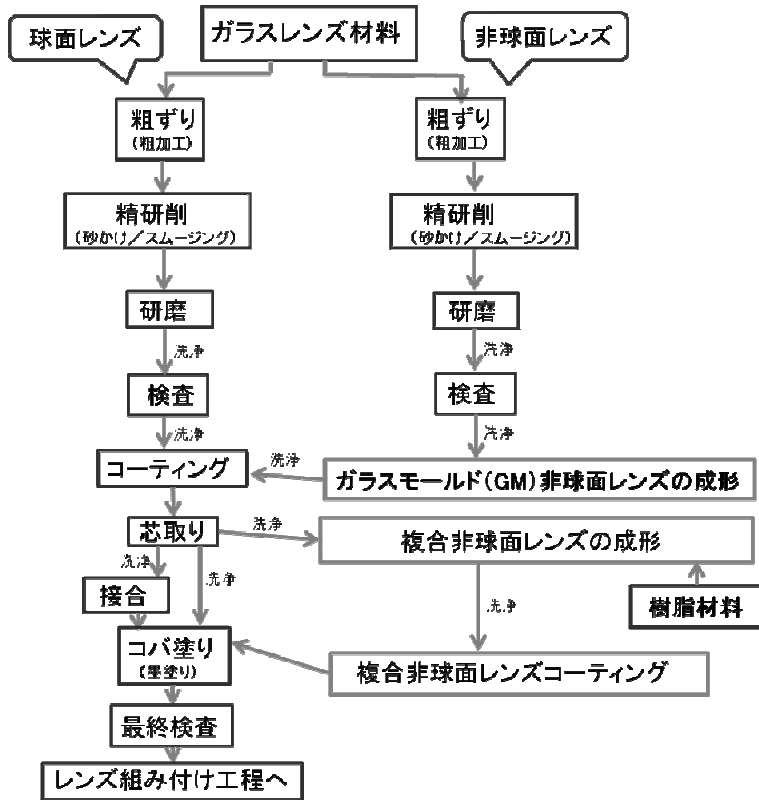 球面レンズ
ガラスレンズ材料
非球面レンズ
粗ずり
(粗加工)
粗ずり
(粗加工)
精研削
(砂かけ/スムージング)
精研削
(砂かけ/スムージング)
研磨
研磨
洗浄
洗浄
検査
検査
洗浄
洗浄
コーティング
洗浄
ガラスモールド(GM)非球面レンズの成形
芯取り
洗浄
複合非球面レンズの成形
洗浄
洗浄
接合
洗浄
樹脂材料
コバ塗り
(墨塗り)
複合非球面レンズコーティング
最終検査
レンズ組み付け工程へ